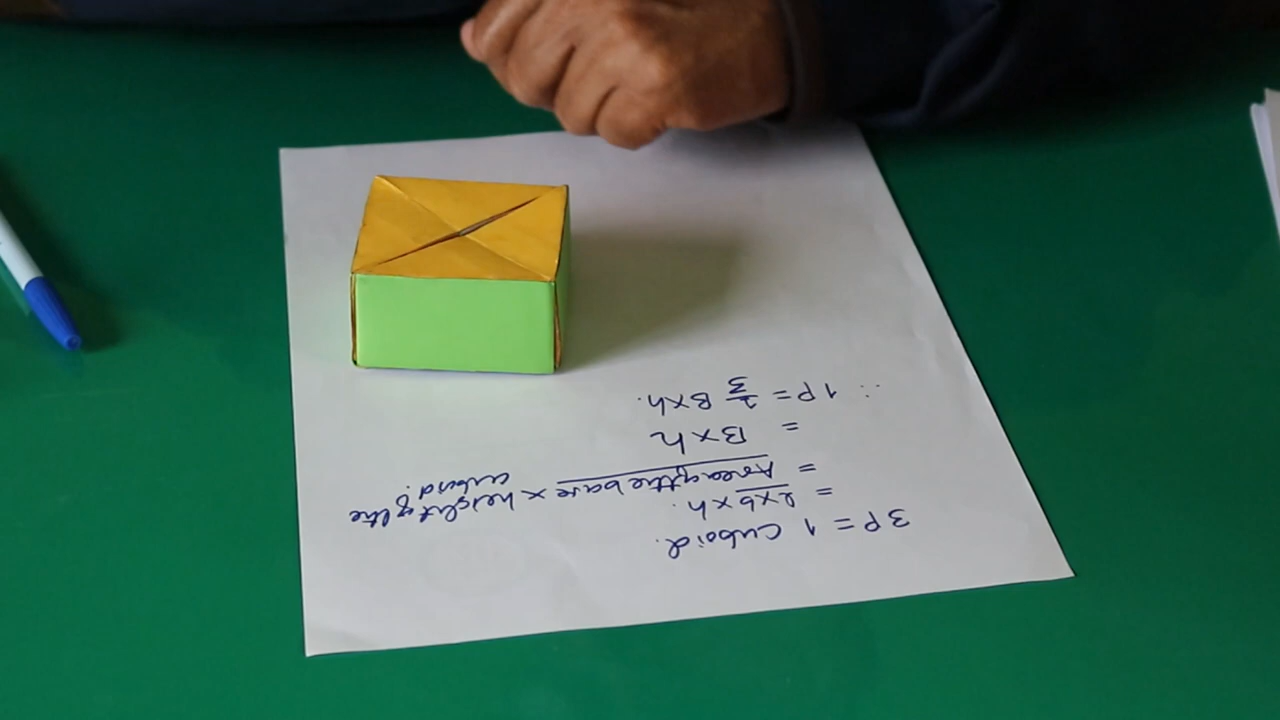 3P = 1 cuboid.
= l×b×h.
= Area of the base × height of the cuboid.
= B×h
∴ 1P = 1/3 B×h.